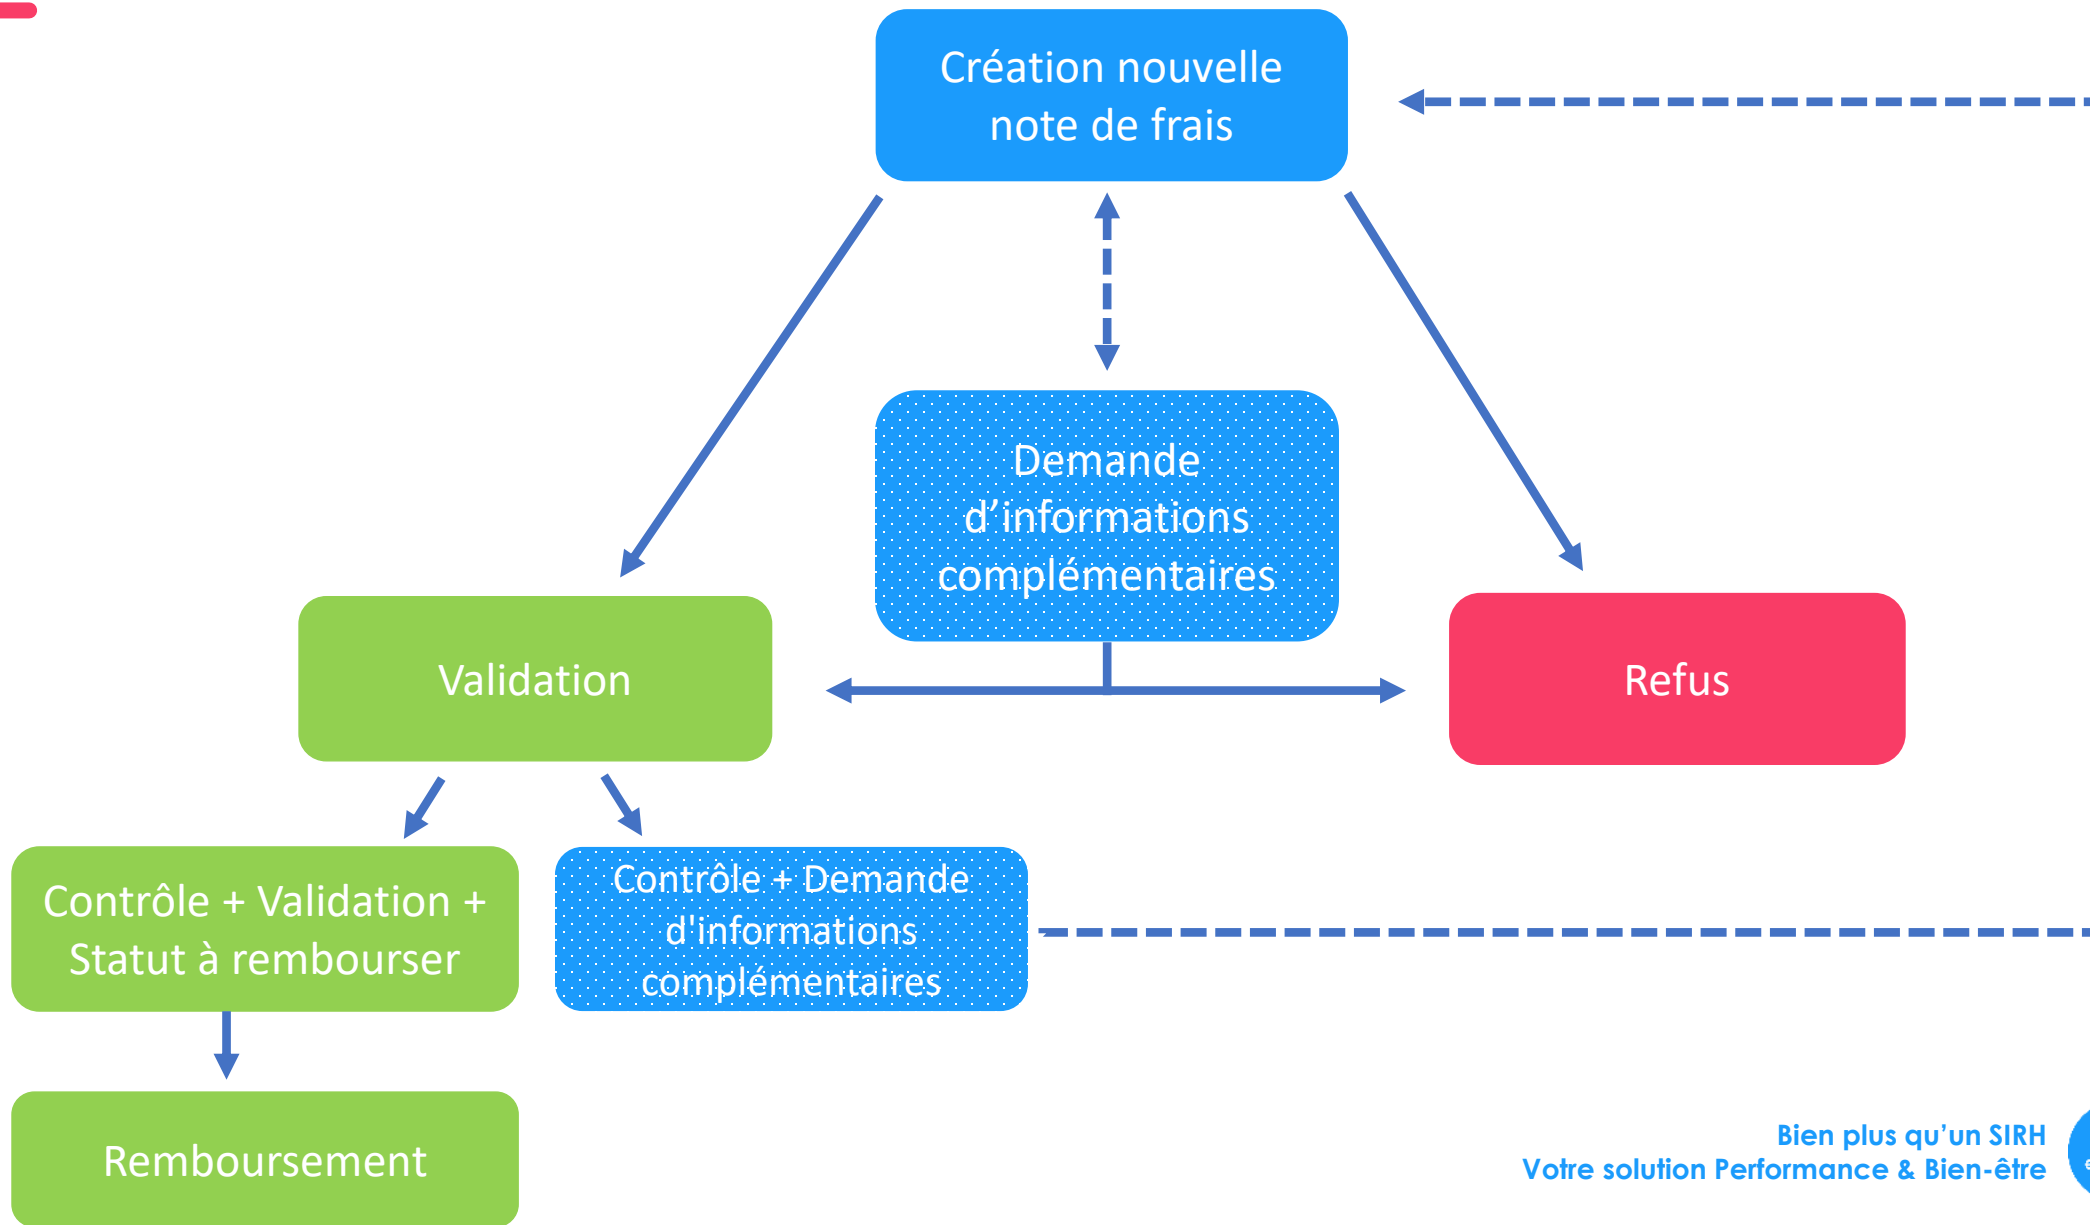 Création nouvelle
note de frais
Demande
d’informations
complémentaires
Validation
Refus
Contrôle + Validation +
Statut à rembourser
Contrôle + Demande
d'informations
complémentaires
Remboursement
Bien plus qu’un SIRH
Votre solution Performance & Bien-être